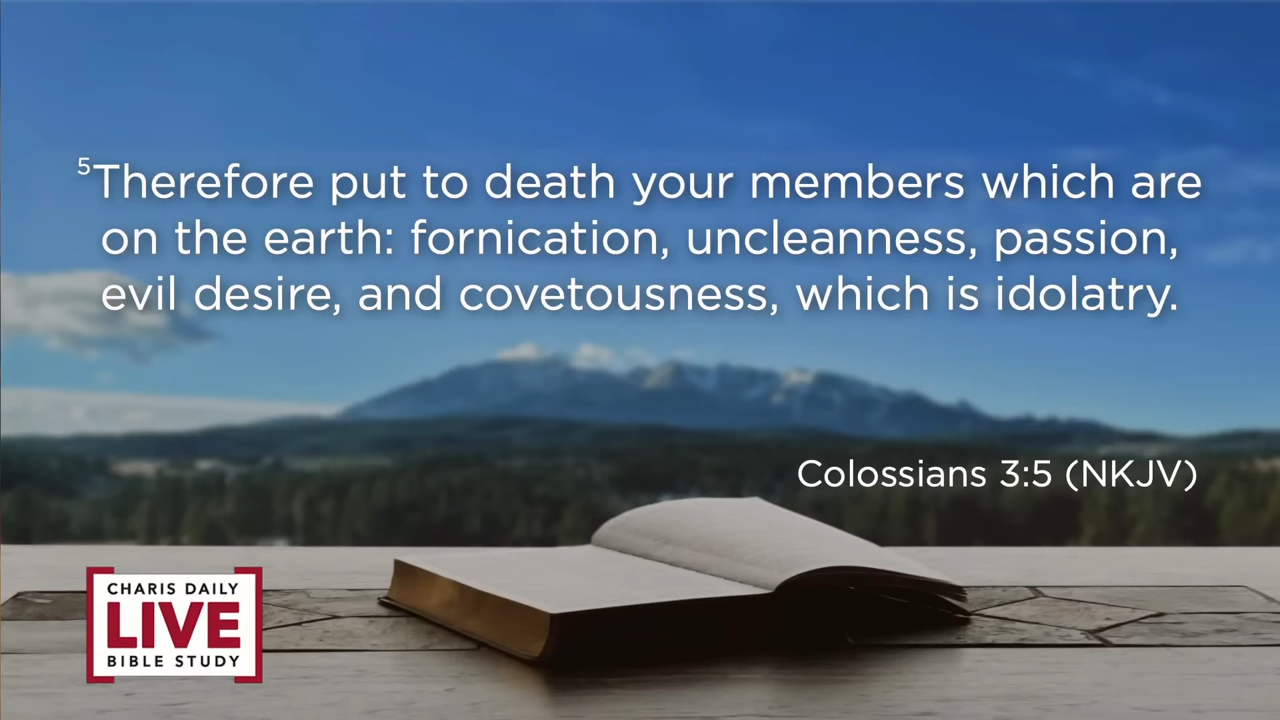 ⁵Therefore put to death your members which are
on the earth: fornication, uncleanness, passion,
evil desire, and covetousness, which is idolatry.
Colossians 3:5 (NKJV)
CHARIS DAILY
LIVE
BIBLE STUDY